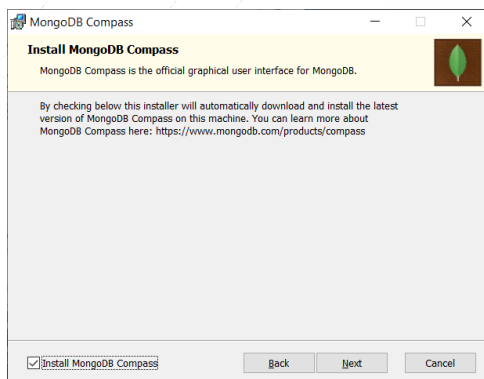 MongoDB Compass
Install MongoDB Compass
MongoDB Compass is the official graphical user interface for MongoDB.
By checking below this installer will automatically download and install the latest
version of MongoDB Compass on this machine. You can learn more about
MongoDB Compass here: https://www.mongodb.com/products/compass
Install MongoDB Compass
Back
Next
Cancel